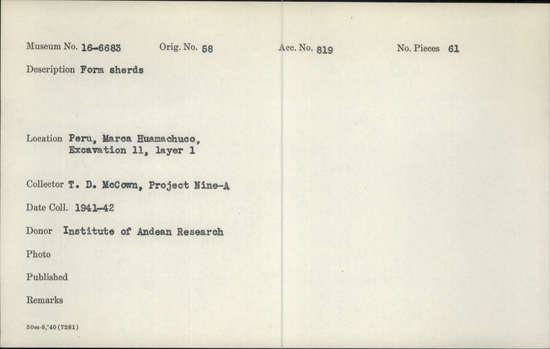 Museum No. 16-6683 Orig. No. 58 Acc. No. 819 No. Pieces 61
Description Form sherds
Location Peru, Marca Huamachuco,
Excavation 11, layer 1
Collector T. D. McCown, Project Nine-A
Date Coll. 1941-42
Donor Institute of Andean Research
Photo
Published
Remarks
50m-8,'40(7281)